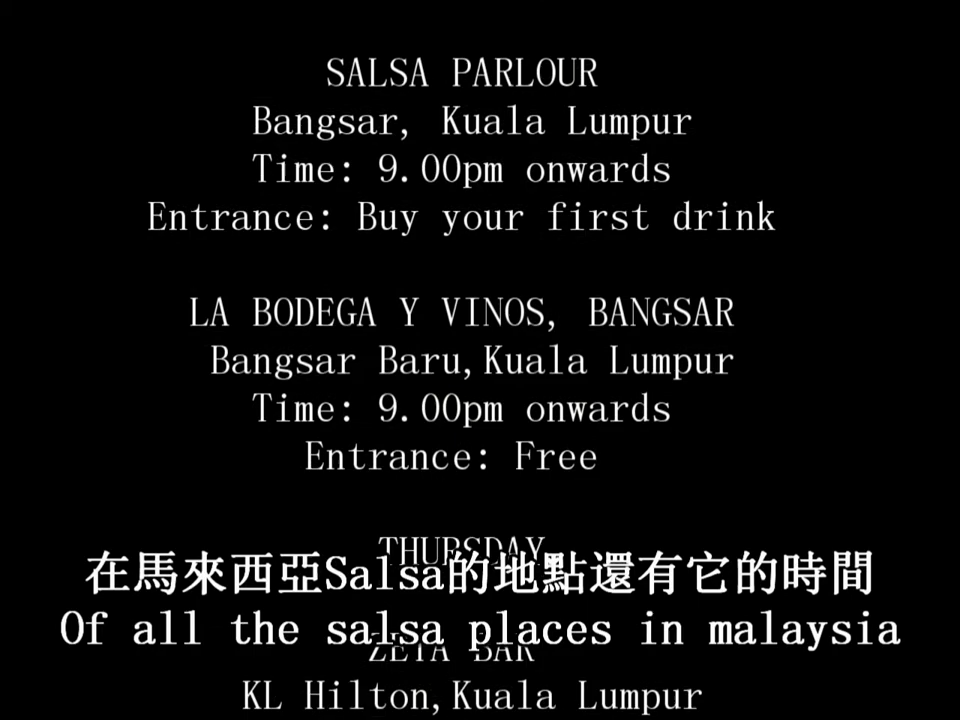 SALSA PARLOUR
Bangsar, Kuala Lumpur
Time: 9.00pm onwards
Entrance: Buy your first drink
LA BODEGA Y VINOS, BANGSAR
Bangsar Baru,Kuala Lumpur
Time: 9.00pm onwards
Entrance: Free
THURSDAY
在馬來西亞Salsa的地點還有它的時間
Of all the salsa places in malaysia
ZETA BAR
KL Hilton,Kuala Lumpur